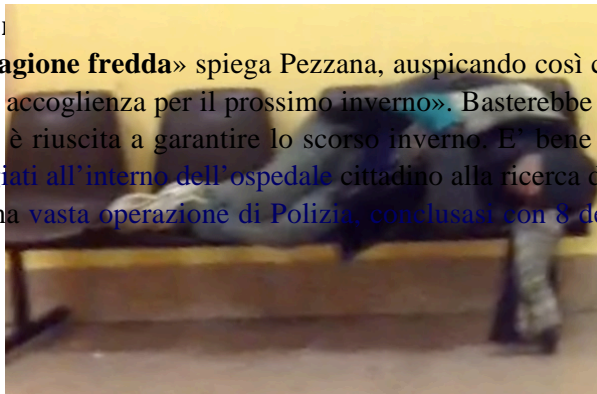 agione fredda» spiega Pezzana, auspicando così
accoglienza per il prossimo inverno». Basterebbe
è riuscita a garantire lo scorso inverno. E' bene
iati all'interno dell'ospedale cittadino alla ricerca
vasta operazione di Polizia, conclusasi con 8